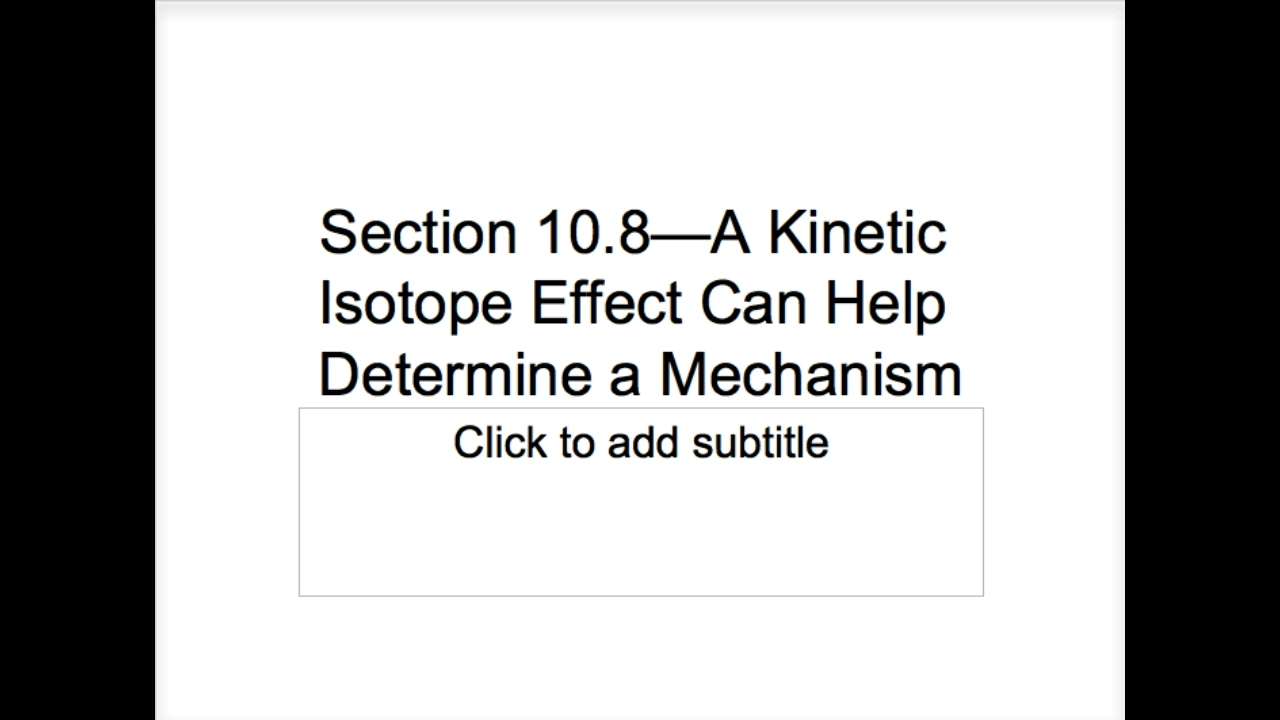 Section 10.8—A Kinetic
Isotope Effect Can Help
Determine a Mechanism
Click to add subtitle